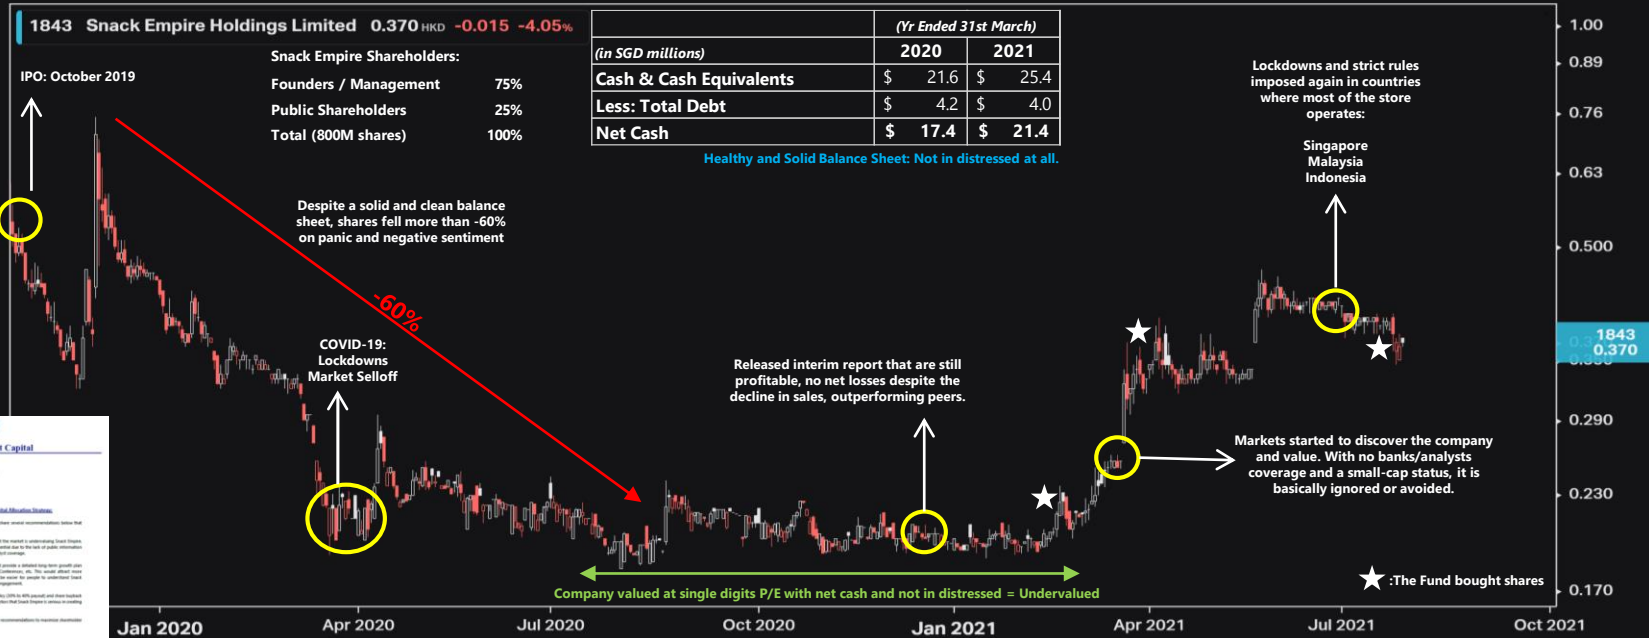 1843 Snack Empire Holdings Limited 0.370 HKD -0.015 -4.05%
IPO: October 2019
Snack Empire Shareholders:
Founders / Management 75%
Public Shareholders 25%
Total (800M shares) 100%
(Yr Ended 31st March)
(in SGD millions) 2020 2021
Cash & Cash Equivalents $ 21.6 $ 25.4
Less: Total Debt $ 4.2 $ 4.0
Net Cash $ 17.4 $ 21.4
Healthy and Solid Balance Sheet: Not in distressed at all.
Despite a solid and clean balance
sheet, shares fell more than -60%
on panic and negative sentiment
-60%
COVID-19:
Lockdowns
Market Selloff
Released interim report that are still
profitable, no net losses despite the
decline in sales, outperforming peers.
Lockdowns and strict rules
imposed again in countries
where most of the store
operates:
Singapore
Malaysia
Indonesia
Markets started to discover the company
and value. With no banks/analysts
coverage and a small-cap status, it is
basically ignored or avoided.
:The Fund bought shares
Company valued at single digits P/E with net cash and not in distressed = Undervalued
1.00
0.89
0.76
0.63
0.500
1843
0.370
0.290
0.230
0.170
Jan 2020
Apr 2020
Jul 2020
Oct 2020
Jan 2021
Apr 2021
Jul 2021
Oct 2021
Capital